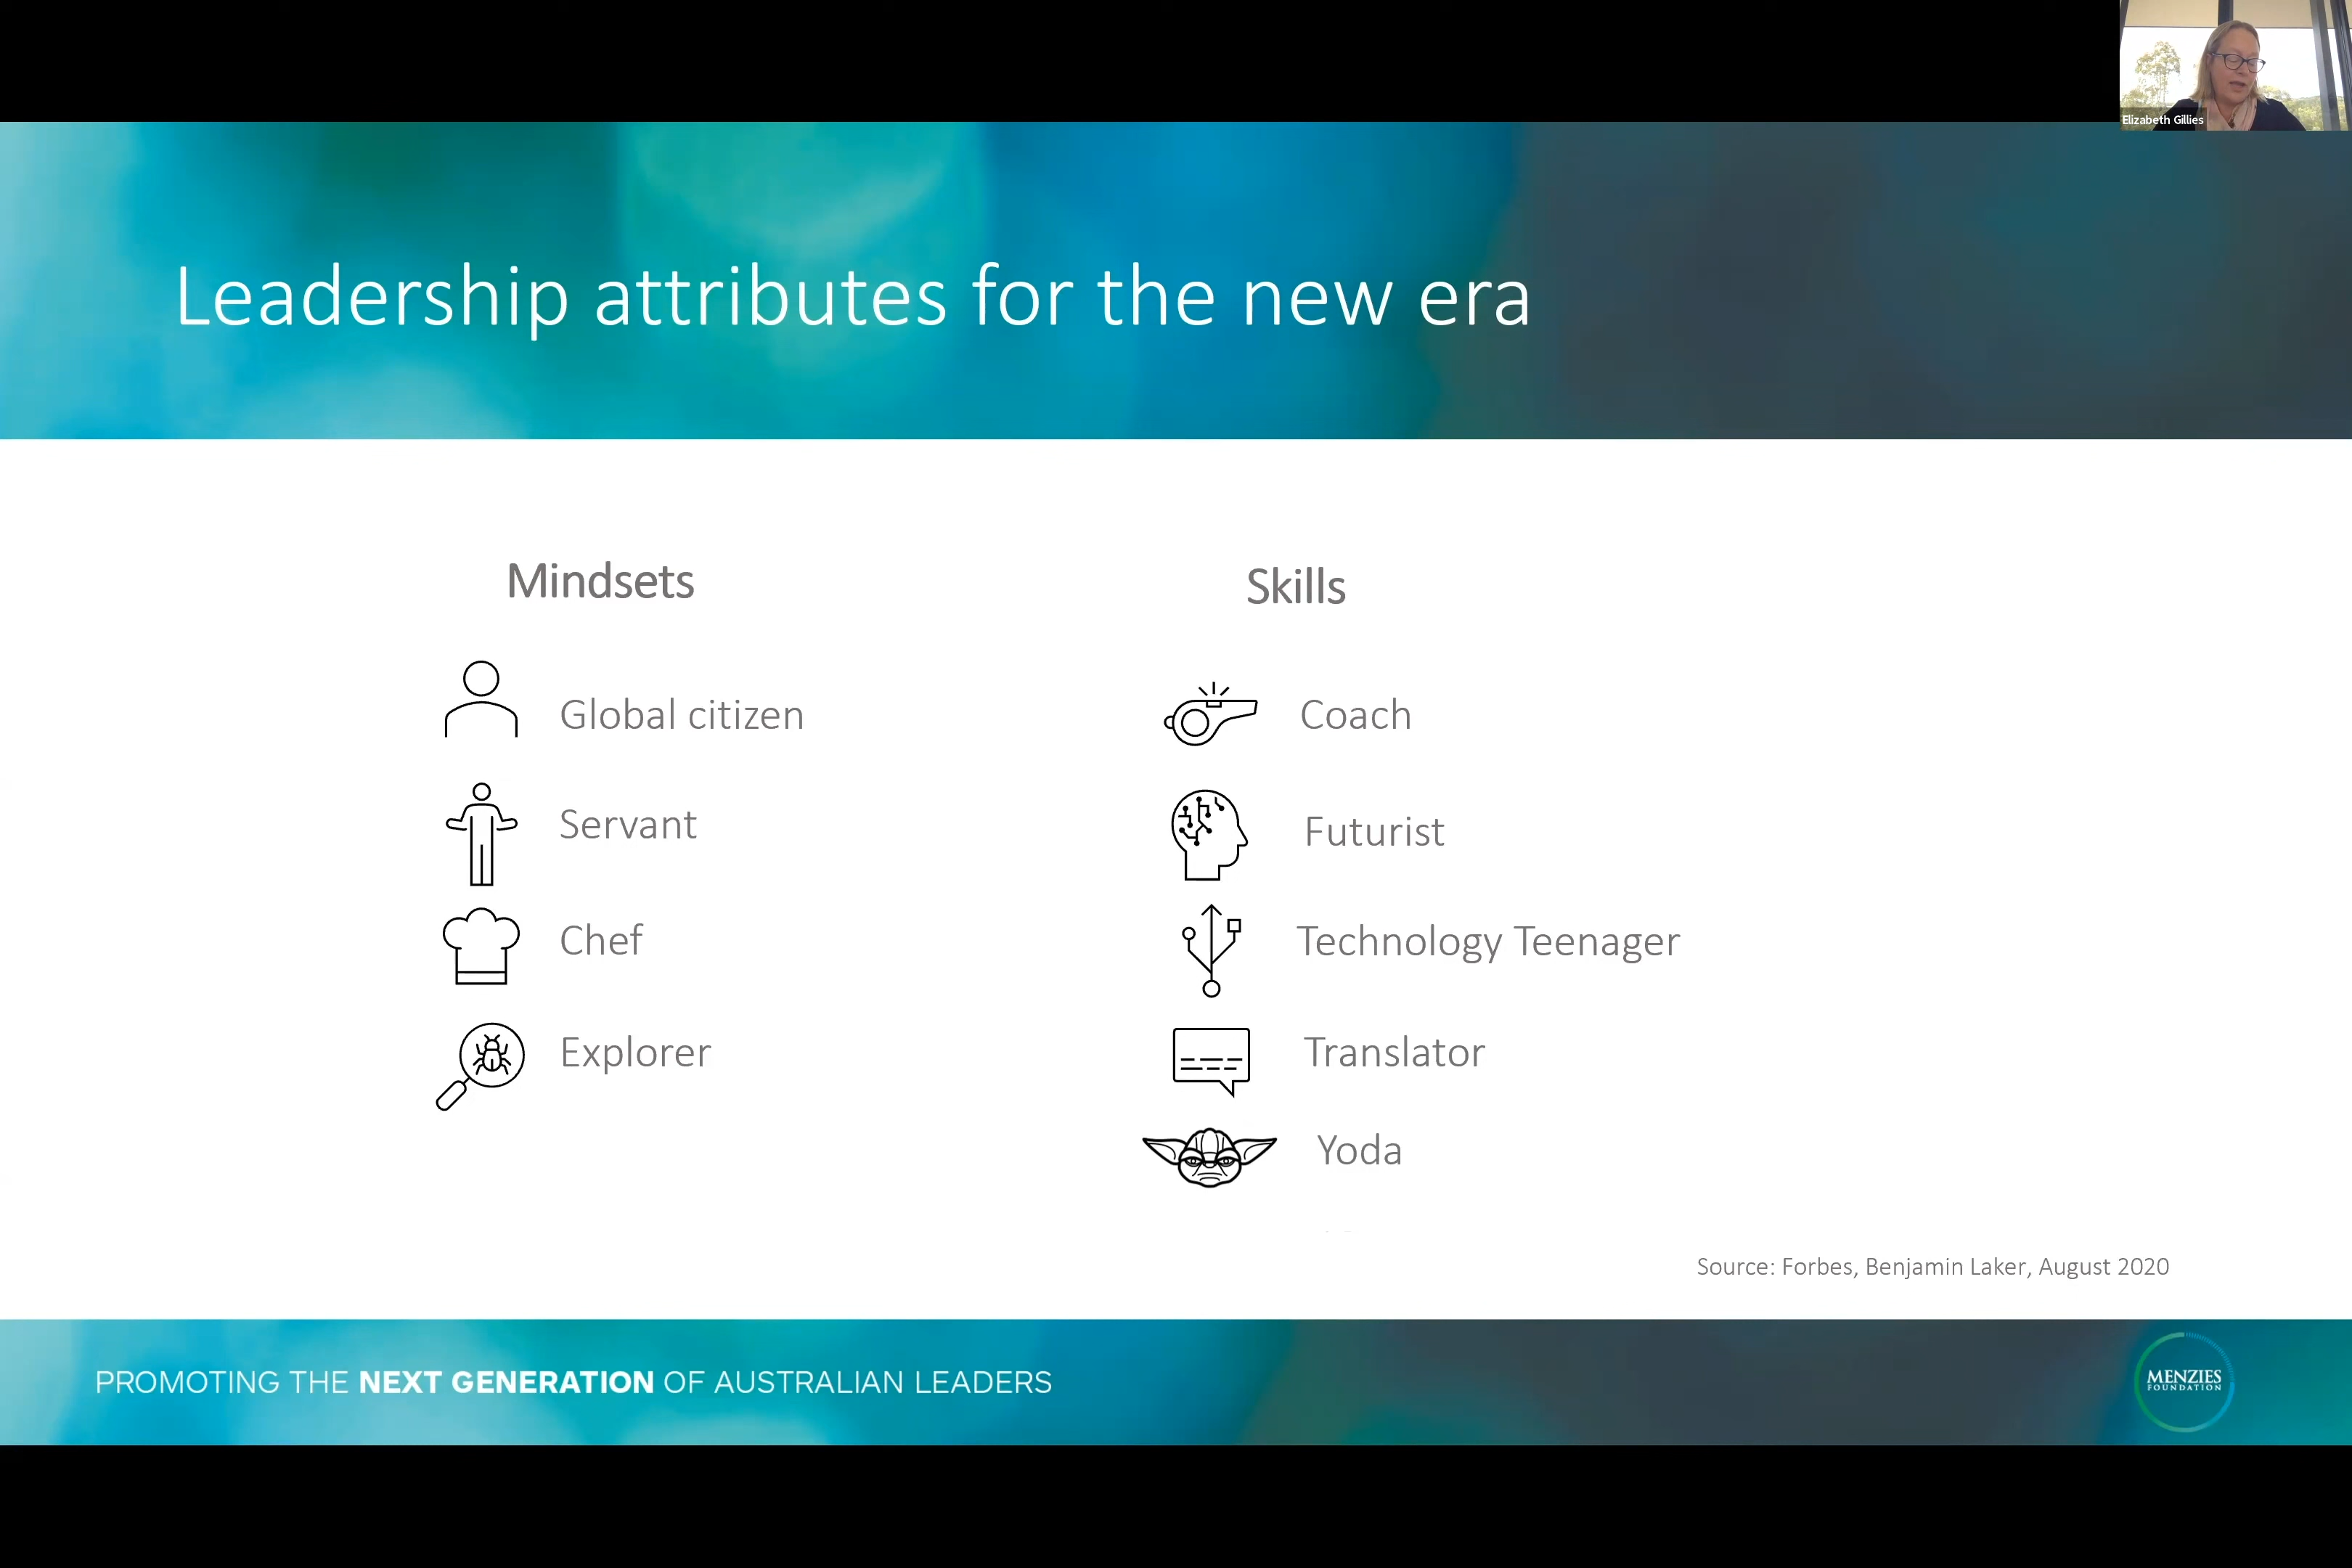 Elizabeth Gillies
Leadership attributes for the new era
Mindsets
Global citizen
Servant
Chef
Explorer
Skills
Coach
Futurist
Technology Teenager
Translator
Yoda
Source: Forbes, Benjamin Laker, August 2020
PROMOTING THE NEXT GENERATION OF AUSTRALIAN LEADERS
MENZIES
FOUNDATION